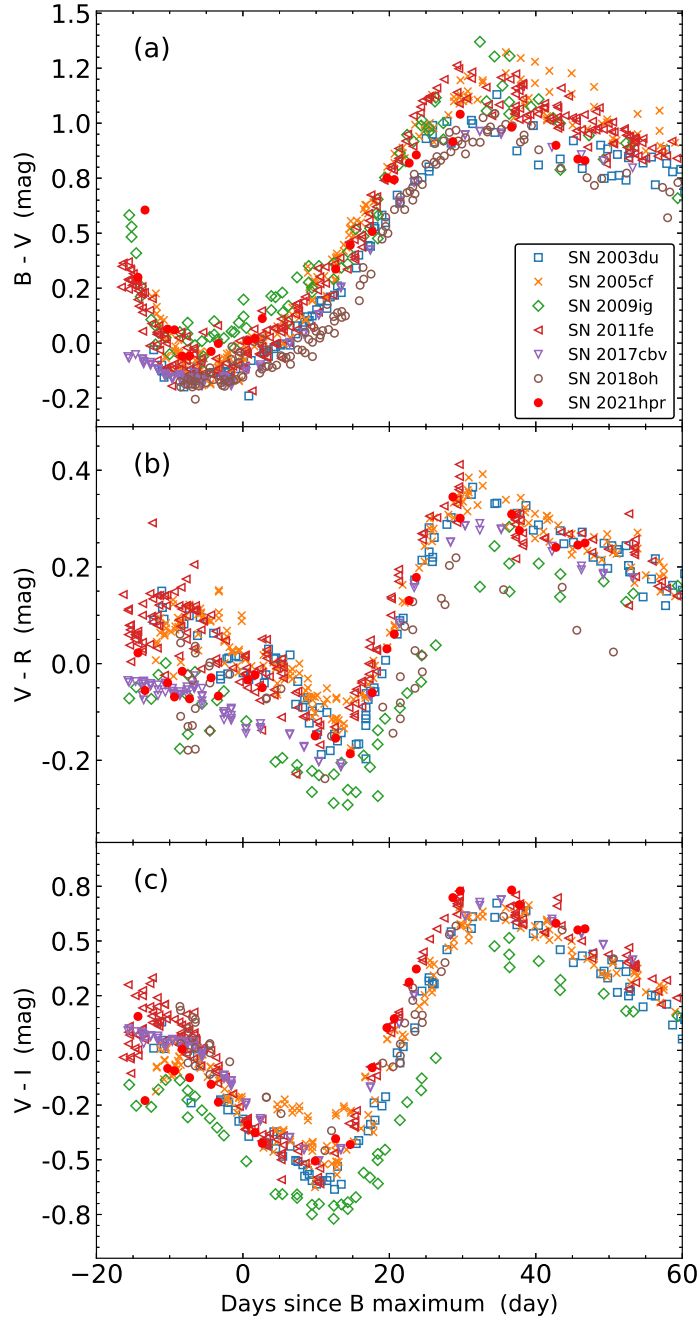 (a)
1.5
1.2
1.0
0.8
0.5
0.2
0.0
-0.2
B - V (mag)
SN 2003du
SN 2005cf
SN 2009ig
SN 2011fe
SN 2017cbv
SN 2018oh
SN 2021hpr
(b)
0.4
0.2
0.0
-0.2
V - R (mag)
(c)
0.8
0.5
0.2
0.0
-0.2
-0.5
-0.8
V - I (mag)
-20 0 20 40 60
Days since B maximum (day)